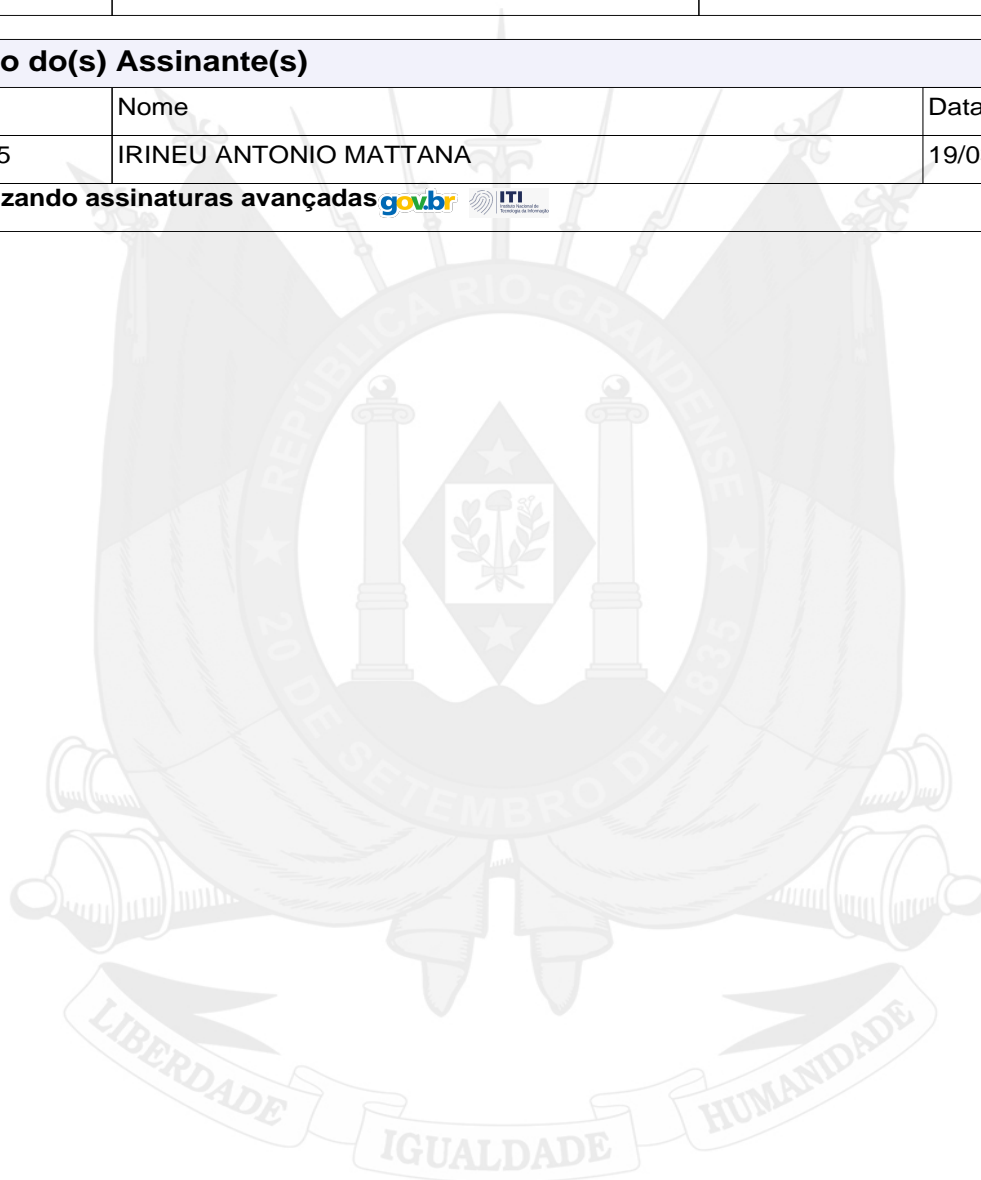 o do(s) Assinante(s)
Nome Data
5 IRINEU ANTONIO MATTANA 19/0
zando assinaturas avançadas gov.br ITI
REPÚBLICA RIO-GRANDENSE
20 DE SETEMBRO DE 1835
LIBERDADE
IGUALDADE
HUMANIDADE